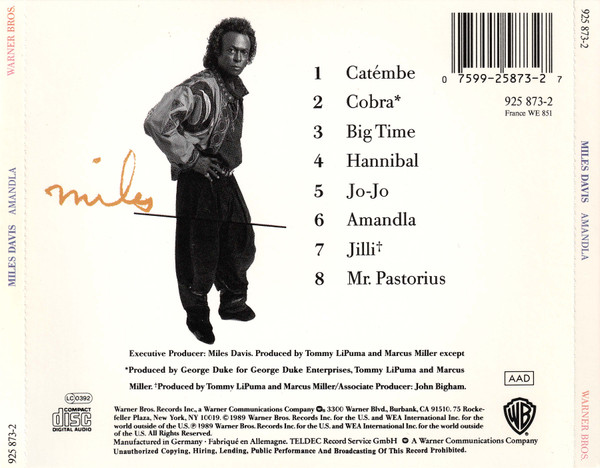 WARNER BROS.
MILES DAVIS AMANDLA
925 873-2
miles
1 Catémbe
2 Cobra*
3 Big Time
4 Hannibal
5 Jo-Jo
6 Amandla
7 Jilli†
8 Mr. Pastorius
0 7599-25873-2 7
925 873-2
France WE 851
Executive Producer: Miles Davis. Produced by Tommy LiPuma and Marcus Miller except
*Produced by George Duke for George Duke Enterprises, Tommy LiPuma and Marcus
Miller. †Produced by Tommy LiPuma and Marcus Miller/Associate Producer: John Bigham.
AAD
LC 0392
COMPACT
disc
DIGITAL AUDIO
Warner Bros. Records Inc., a Warner Communications Company, 3300 Warner Blvd., Burbank, CA 91510. 75 Rocke-
feller Plaza, New York, NY 10019. © 1989 Warner Bros. Records Inc. for the U.S. and WEA International Inc. for the world
outside of the U.S. ℗ 1989 Warner Bros. Records Inc. for the U.S. and WEA International Inc. for the world outside
of the U.S. All Rights Reserved.
Manufactured in Germany · Fabriqué en Allemagne. TELDEC Record Service GmbH A Warner Communications Company
Unauthorized Copying, Hiring, Lending, Public Performance And Broadcasting Of This Record Prohibited.
WB
925 873-2
MILES DAVIS AMANDLA
WARNER BROS.